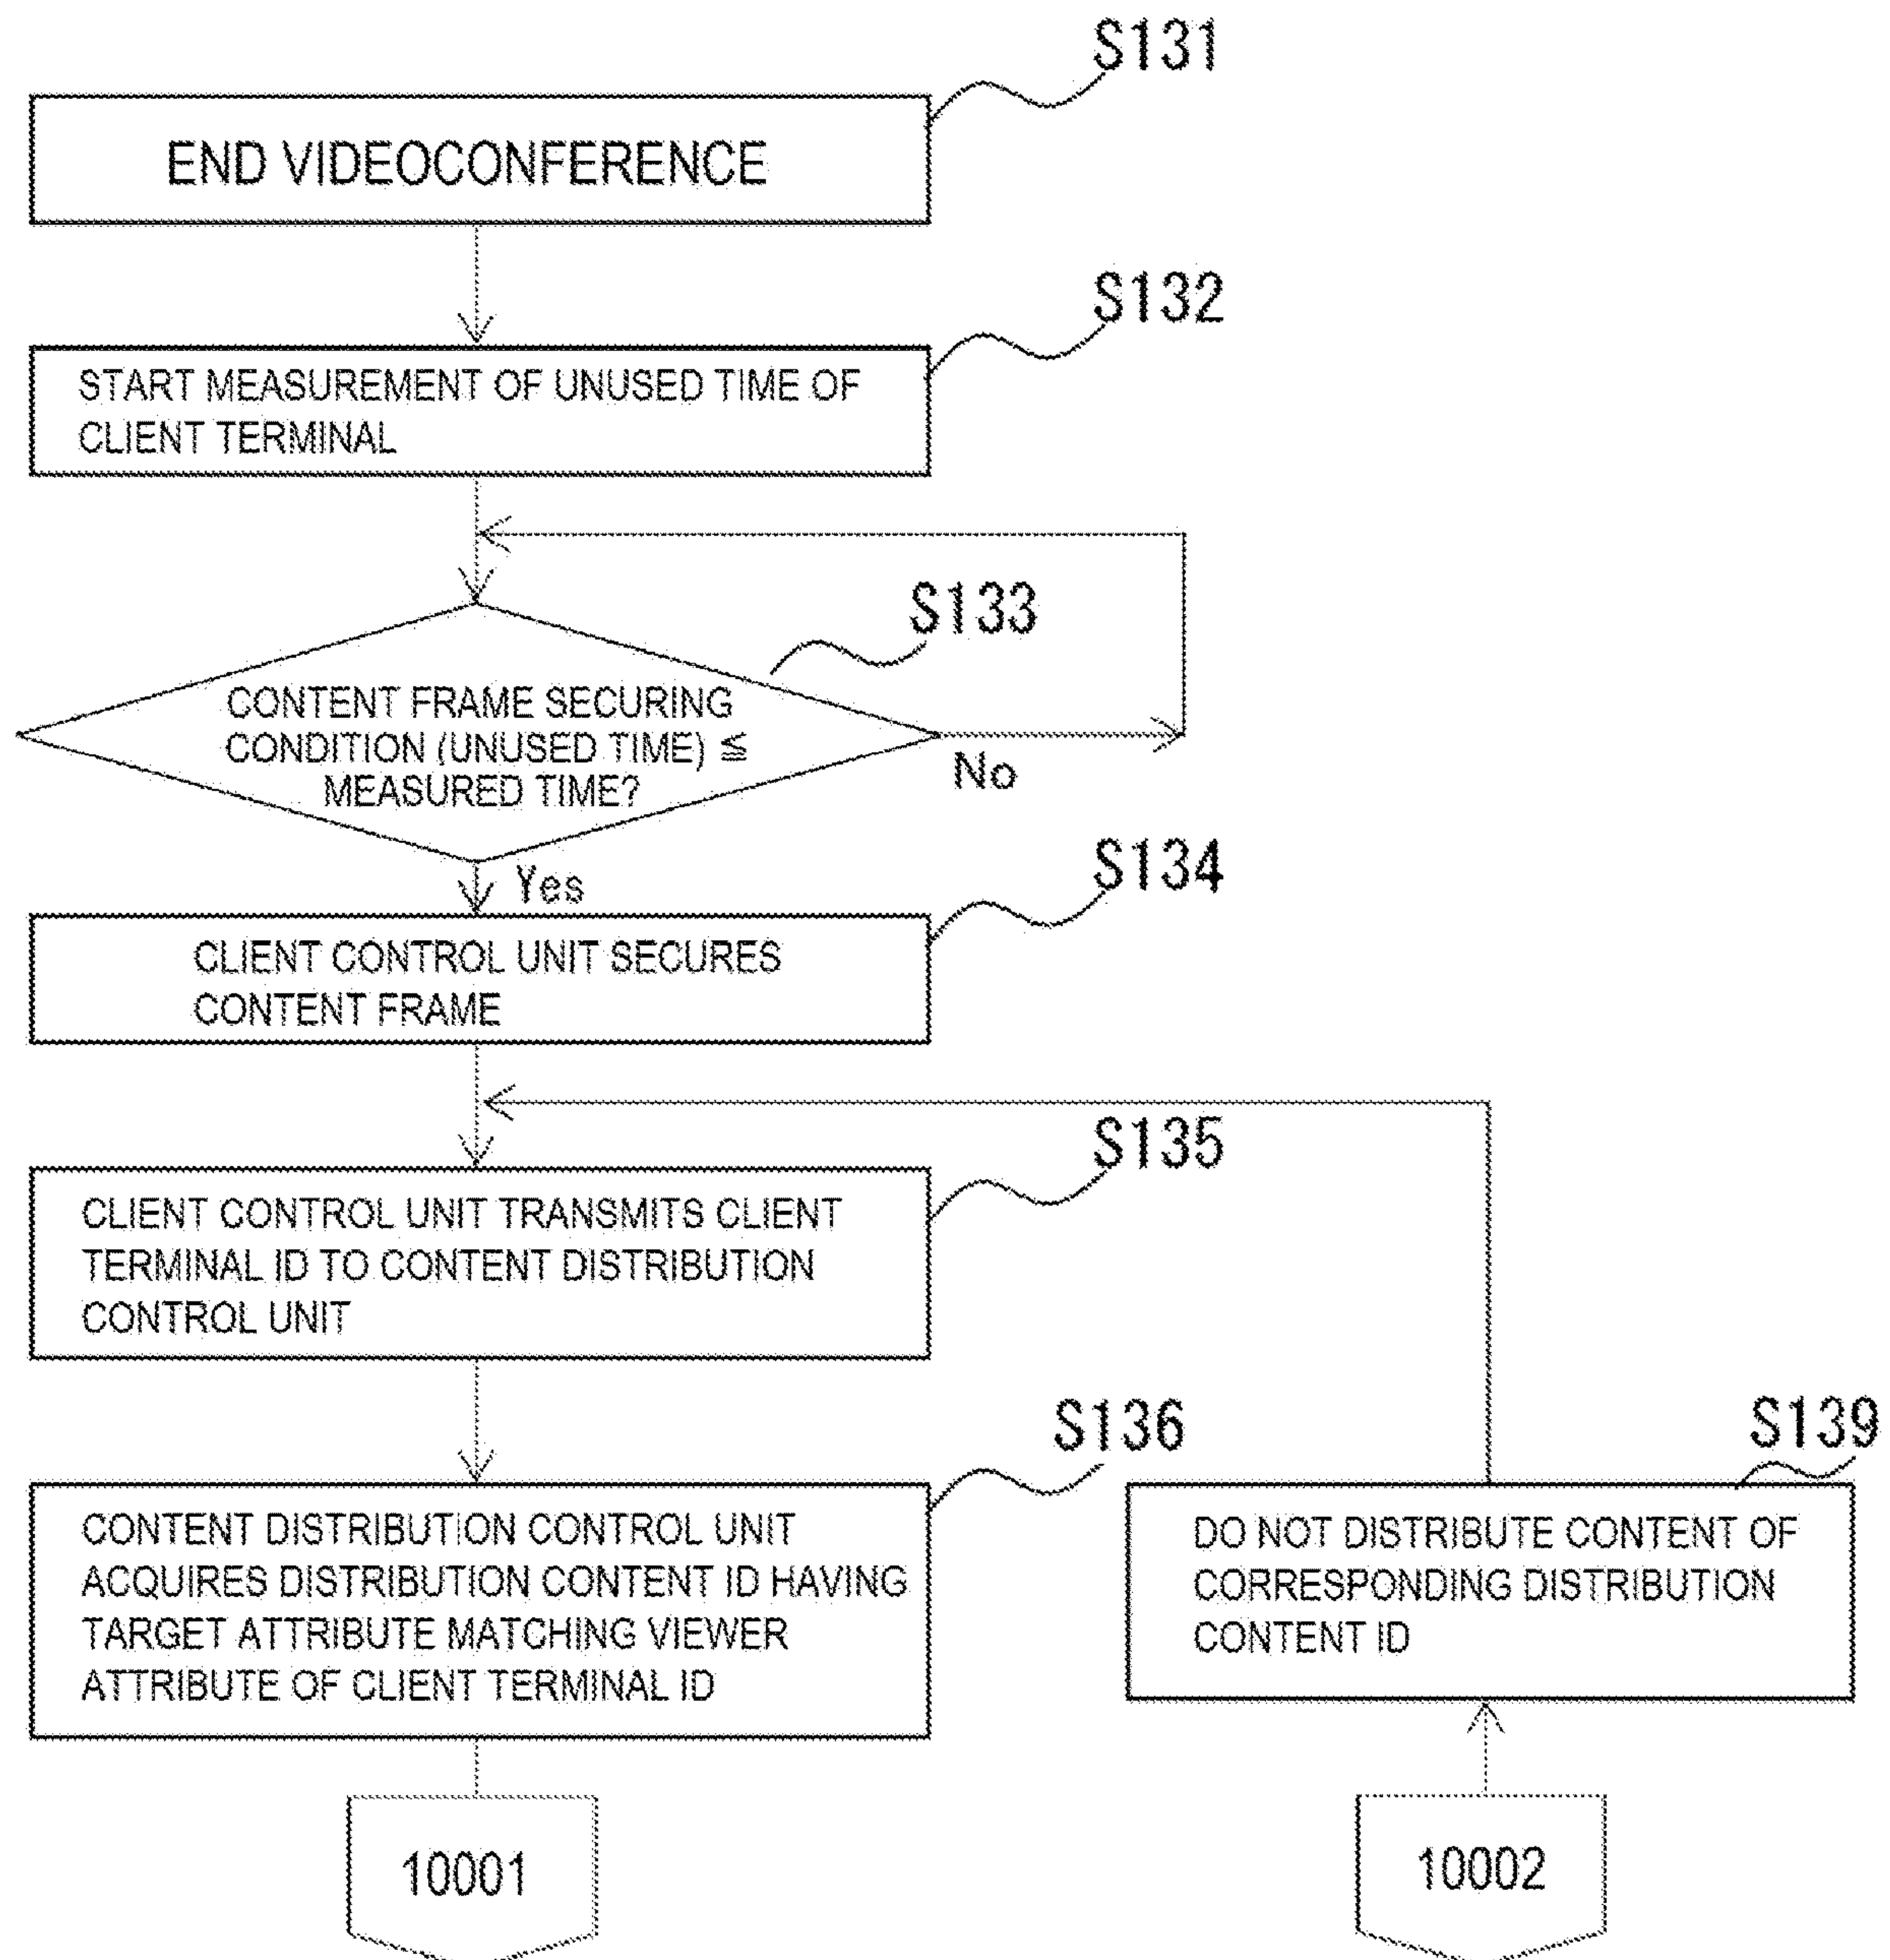 S131
END VIDEOCONFERENCE
S132
START MEASUREMENT OF UNUSED TIME OF
CLIENT TERMINAL
S133
CONTENT FRAME SECURING
CONDITION (UNUSED TIME) ≦
MEASURED TIME?
No
Yes
S134
CLIENT CONTROL UNIT SECURES
CONTENT FRAME
S135
CLIENT CONTROL UNIT TRANSMITS CLIENT
TERMINAL ID TO CONTENT DISTRIBUTION
CONTROL UNIT
S136
CONTENT DISTRIBUTION CONTROL UNIT
ACQUIRES DISTRIBUTION CONTENT ID HAVING
TARGET ATTRIBUTE MATCHING VIEWER
ATTRIBUTE OF CLIENT TERMINAL ID
S139
DO NOT DISTRIBUTE CONTENT OF
CORRESPONDING DISTRIBUTION
CONTENT ID
10001
10002